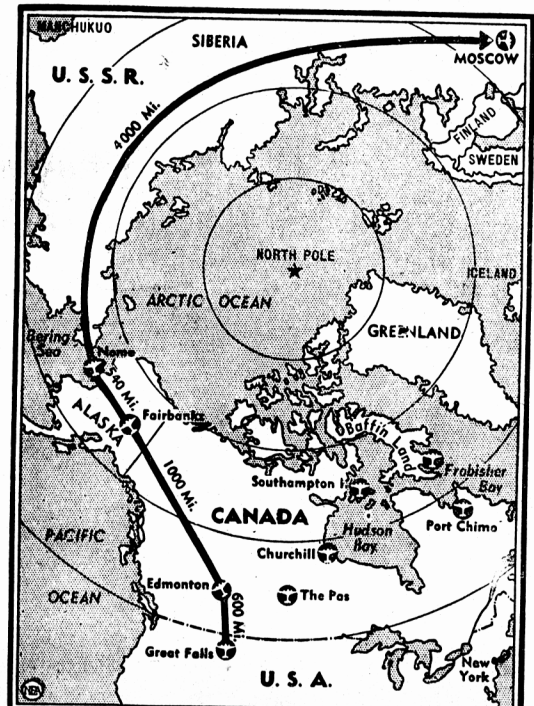 MANCHUKUO
SIBERIA
MOSCOW
U. S. S. R.
4000 Mi.
FINLAND
SWEDEN
NORTH POLE
ICELAND
ARCTIC OCEAN
GREENLAND
Bering
Sea
Nome
540 Mi.
ALASKA
Fairbanks
Baffin Land
1000 Mi.
Southampton I.
Frobisher
Bay
CANADA
Hudson
Bay
Port Chimo
PACIFIC
OCEAN
Churchill
Edmonton
The Pas
600 Mi.
Great Falls
U. S. A.
New
York
NEA